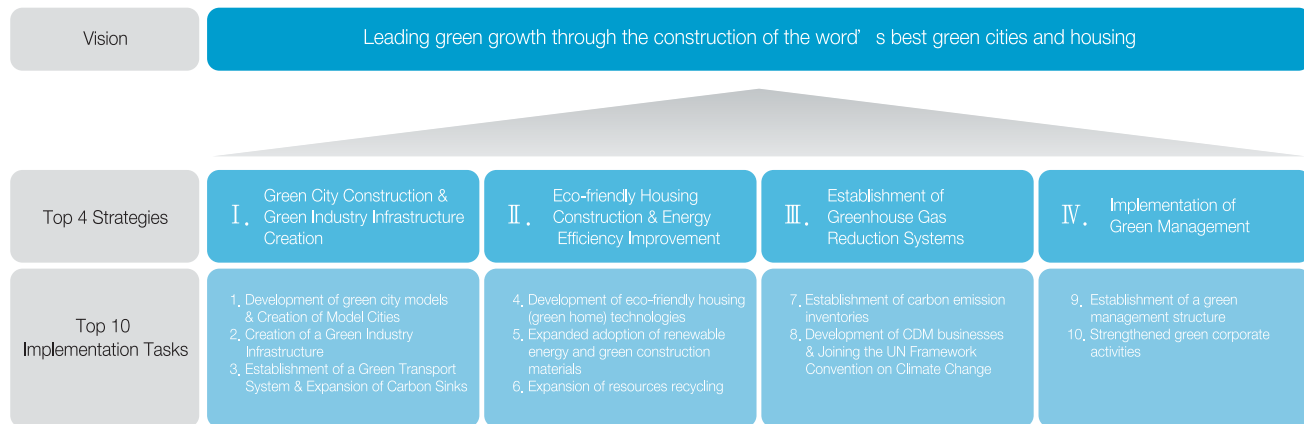 Vision
Leading green growth through the construction of the word's best green cities and housing
Top 4 Strategies
Ⅰ.
Green City Construction &
Green Industry Infrastructure
Creation
Ⅱ.
Eco-friendly Housing
Construction & Energy
Efficiency Improvement
Ⅲ.
Establishment of
Greenhouse Gas
Reduction Systems
Ⅳ.
Implementation of
Green Management
Top 10
Implementation Tasks
1. Development of green city models
& Creation of Model Cities
2. Creation of a Green Industry
Infrastructure
3. Establishment of a Green Transport
System & Expansion of Carbon Sinks
4. Development of eco-friendly housing
(green home) technologies
5. Expanded adoption of renewable
energy and green construction
materials
6. Expansion of resources recycling
7. Establishment of carbon emission
inventories
8. Development of CDM businesses
& Joining the UN Framework
Convention on Climate Change
9. Establishment of a green
management structure
10. Strengthened green corporate
activities